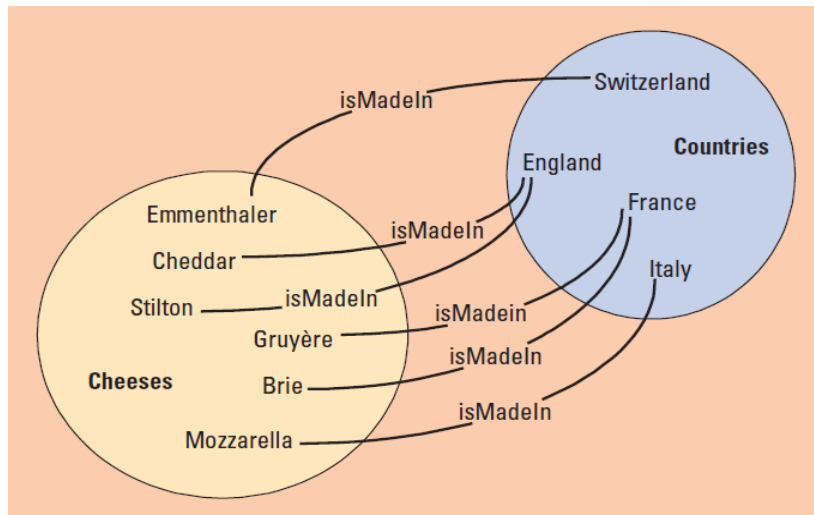 Switzerland
isMadeIn
Countries
England
France
Emmenthaler
isMadeIn
Cheddar
Italy
isMadeIn
Stilton
isMadein
Gruyère
isMadeIn
Cheeses
Brie
isMadeIn
Mozzarella